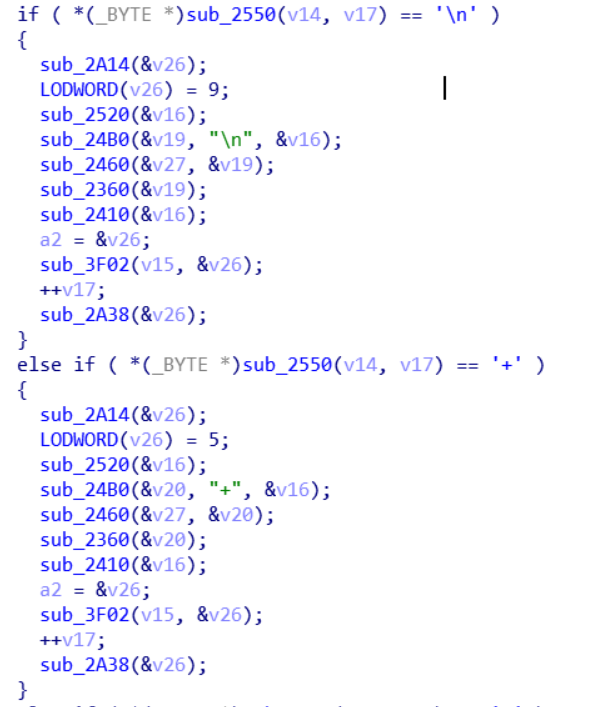 if ( *(_BYTE *)sub_2550(v14, v17) == '\n' )
{
  sub_2A14(&v26);
  LODWORD(v26) = 9;
  sub_2520(&v16);
  sub_24B0(&v19, "\n", &v16);
  sub_2460(&v27, &v19);
  sub_2360(&v19);
  sub_2410(&v16);
  a2 = &v26;
  sub_3F02(v15, &v26);
  ++v17;
  sub_2A38(&v26);
}
else if ( *(_BYTE *)sub_2550(v14, v17) == '+' )
{
  sub_2A14(&v26);
  LODWORD(v26) = 5;
  sub_2520(&v16);
  sub_24B0(&v20, "+", &v16);
  sub_2460(&v27, &v20);
  sub_2360(&v20);
  sub_2410(&v16);
  a2 = &v26;
  sub_3F02(v15, &v26);
  ++v17;
  sub_2A38(&v26);
}